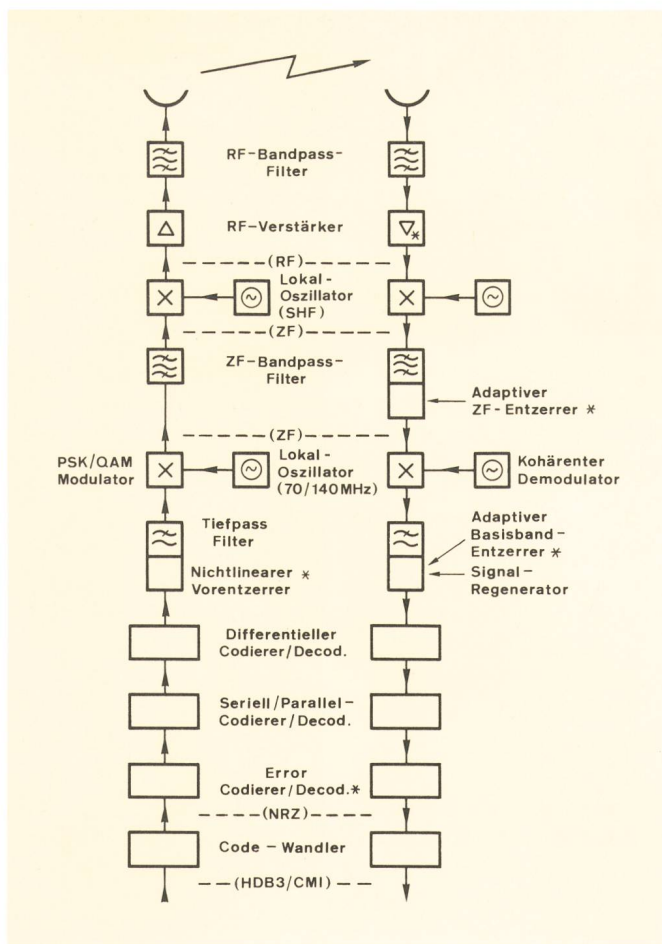 RF-Bandpass-
Filter
RF-Verstärker
*
(RF)
Lokal-
Oszillator
(SHF)
(ZF)
ZF-Bandpass-
Filter
Adaptiver
ZF-Entzerrer *
(ZF)
PSK/QAM
Modulator
Lokal-
Oszillator
(70/140MHz)
Kohärenter
Demodulator
Tiefpass
Filter
Adaptiver
Basisband-
Entzerrer *
Nichtlinearer *
Vorentzerrer
Signal-
Regenerator
Differentieller
Codierer/Decod.
Seriell/Parallel-
Codierer/Decod.
Error
Codierer/Decod.*
(NRZ)
Code-Wandler
(HDB3/CMI)